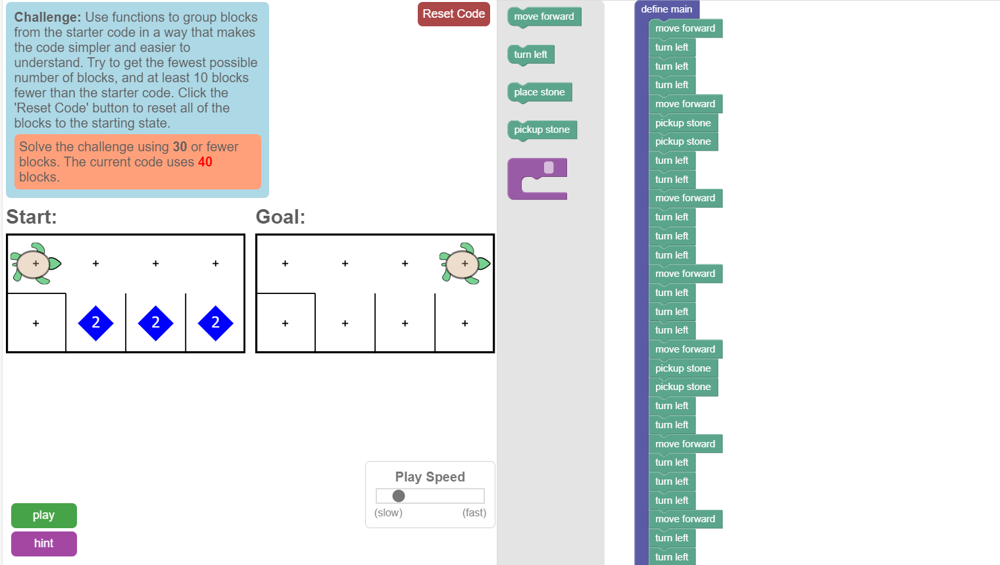 Challenge: Use functions to group blocks
from the starter code in a way that makes
the code simpler and easier to
understand. Try to get the fewest possible
number of blocks, and at least 10 blocks
fewer than the starter code. Click the
'Reset Code' button to reset all of the
blocks to the starting state.
Solve the challenge using 30 or fewer
blocks. The current code uses 40
blocks.
Reset Code
Start:
Goal:
2
2
2
Play Speed
(slow)
(fast)
play
hint
move forward
turn left
place stone
pickup stone
define main
move forward
turn left
turn left
turn left
move forward
pickup stone
pickup stone
turn left
turn left
move forward
turn left
turn left
turn left
move forward
turn left
turn left
turn left
move forward
pickup stone
pickup stone
turn left
turn left
move forward
turn left
turn left
turn left
move forward
turn left
turn left